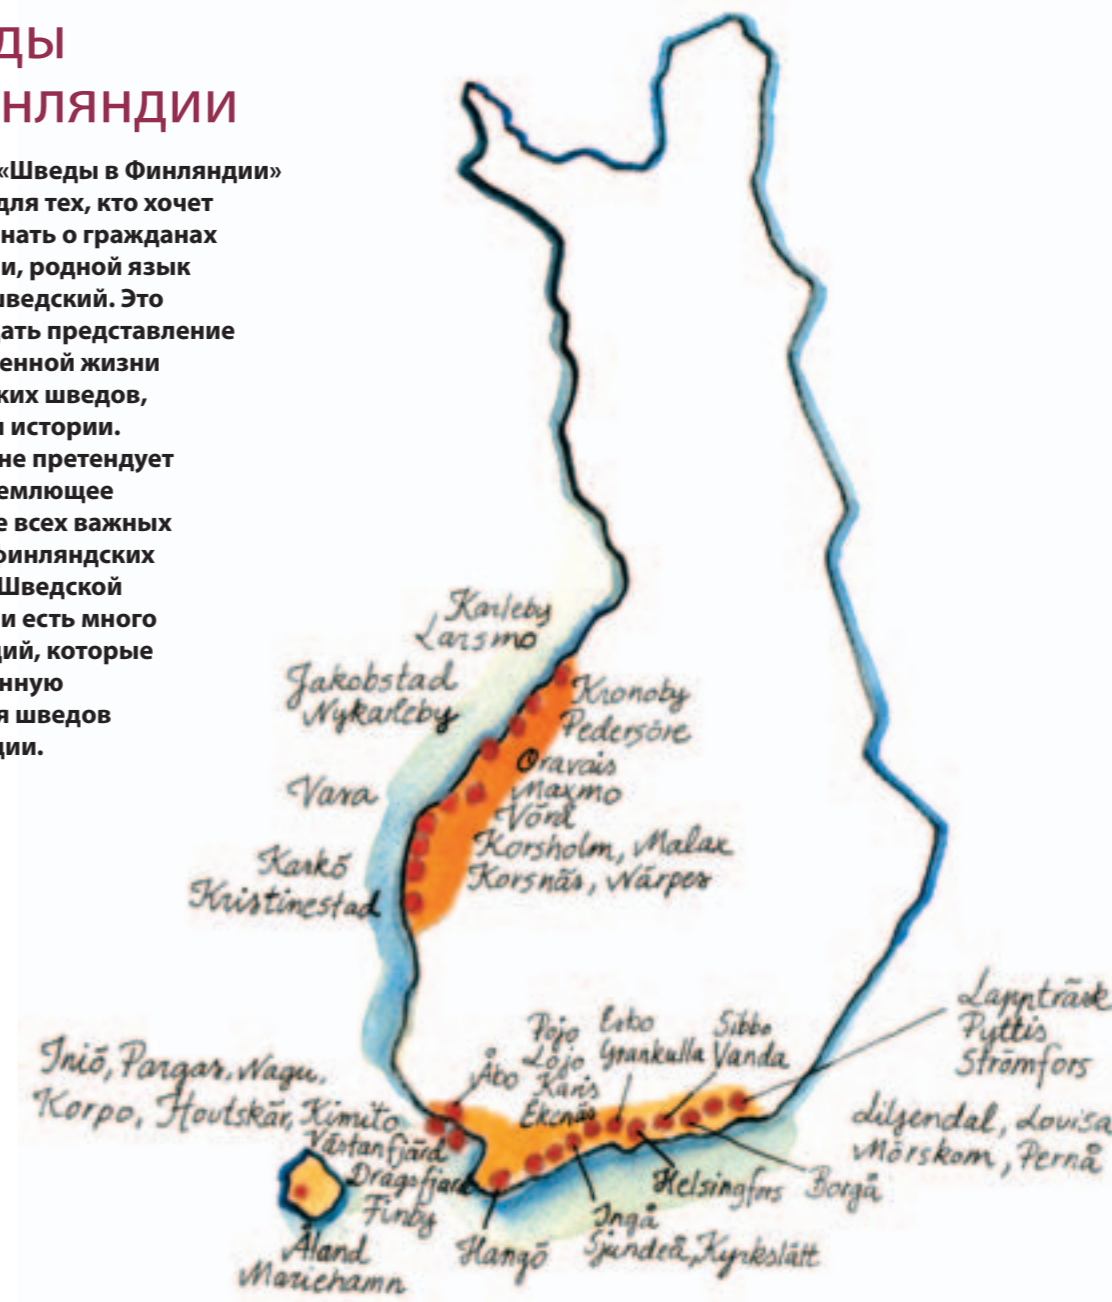 ды
нляндии
«Шведы в Финляндии»
для тех, кто хочет
нать о гражданах
и, родной язык
шведский. Это
ать представление
енной жизни
ких шведов,
и истории.
не претендует
емлющее
е всех важных
финляндских
Шведской
и есть много
ций, которые
нную
я шведов
ции.
Karleby
Larsmo
Jakobstad
Nykarleby
Kronoby
Pedersöre
Oravais
Maxmo
Vörå
Korsholm, Malax
Korsnäs, Närpes
Vasa
Kaskö
Kristinestad
Lappträsk
Pyttis
Strömfors
Liljendal, Lovisa
Mörskom, Pernå
Pojo
Lojo
Karis
Ekenäs
Esbo
Grankulla
Sibbo
Vanda
Åbo
Iniö, Pargas, Nagu,
Korpo, Houtskär, Kimito
Västanfjärd
Dragsfjärd
Finby
Åland
Mariehamn
Hangö
Ingå
Sjundeå, Kyrkslätt
Helsingfors
Borgå